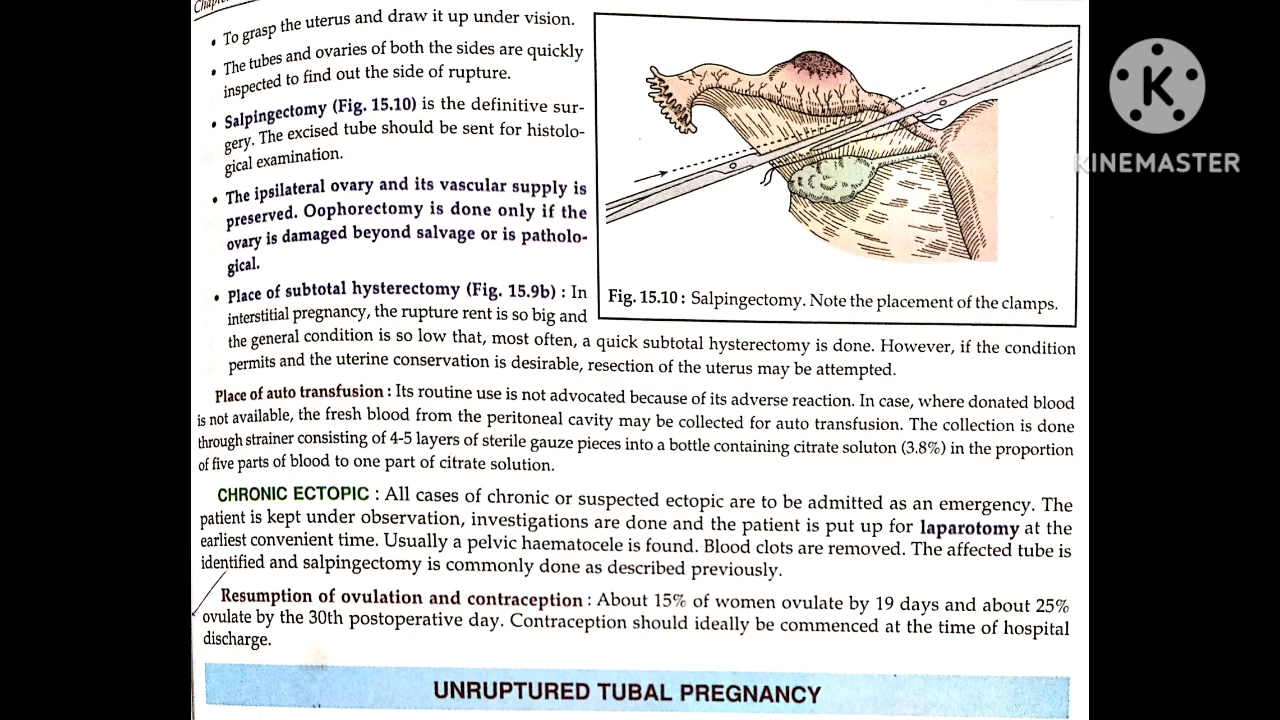 • To grasp the uterus and draw it up under vision.
• The tubes and ovaries of both the sides are quickly
inspected to find out the side of rupture.
• Salpingectomy (Fig. 15.10) is the definitive sur-
gery. The excised tube should be sent for histolo-
gical examination.
• The ipsilateral ovary and its vascular supply is
preserved. Oophorectomy is done only if the
ovary is damaged beyond salvage or is patholo-
gical.
• Place of subtotal hysterectomy (Fig. 15.9b) : In
interstitial pregnancy, the rupture rent is so big and
the general condition is so low that, most often, a quick subtotal hysterectomy is done. However, if the condition
permits and the uterine conservation is desirable, resection of the uterus may be attempted.
Fig. 15.10 : Salpingectomy. Note the placement of the clamps.
Place of auto transfusion : Its routine use is not advocated because of its adverse reaction. In case, where donated blood
is not available, the fresh blood from the peritoneal cavity may be collected for auto transfusion. The collection is done
through strainer consisting of 4-5 layers of sterile gauze pieces into a bottle containing citrate soluton (3.8%) in the proportion
of five parts of blood to one part of citrate solution.
CHRONIC ECTOPIC : All cases of chronic or suspected ectopic are to be admitted as an emergency. The
patient is kept under observation, investigations are done and the patient is put up for laparotomy at the
earliest convenient time. Usually a pelvic haematocele is found. Blood clots are removed. The affected tube is
identified and salpingectomy is commonly done as described previously.
Resumption of ovulation and contraception : About 15% of women ovulate by 19 days and about 25%
ovulate by the 30th postoperative day. Contraception should ideally be commenced at the time of hospital
discharge.
UNRUPTURED TUBAL PREGNANCY
K
KINEMASTER